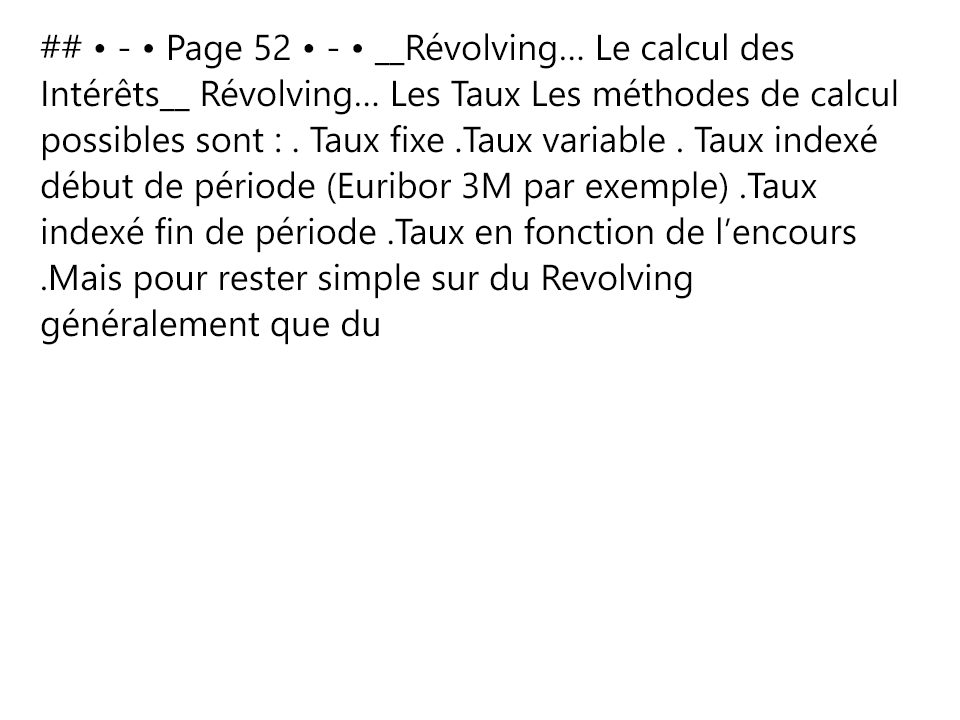 ## • - • Page 52 • - • __Révolving… Le calcul des
Intérêts__ Révolving… Les Taux Les méthodes de calcul
possibles sont : . Taux fixe .Taux variable . Taux indexé
début de période (Euribor 3M par exemple) .Taux
indexé fin de période .Taux en fonction de l’encours
.Mais pour rester simple sur du Revolving
généralement que du